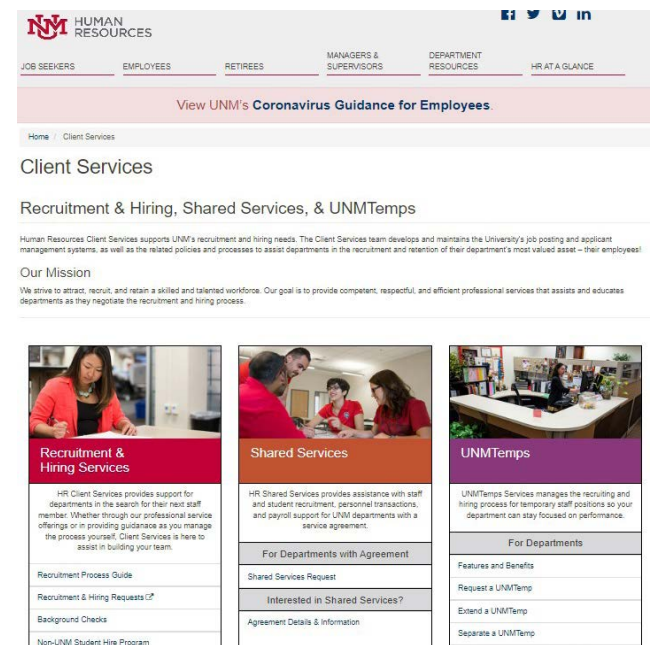 UNM HUMAN
RESOURCES
JOB SEEKERS
EMPLOYEES
RETIREES
MANAGERS &
SUPERVISORS
DEPARTMENT
RESOURCES
HR AT A GLANCE
View UNM's Coronavirus Guidance for Employees.
Home / Client Services
Client Services
Recruitment & Hiring, Shared Services, & UNMTemps
Human Resources Client Services supports UNM's recruitment and hiring needs. The Client Services team develops and maintains the University's job posting and applicant
management systems, as well as the related policies and processes to assist departments in the recruitment and retention of their department's most valued asset – their employees!
Our Mission
We strive to attract, recruit, and retain a skilled and talented workforce. Our goal is to provide competent, respectful, and efficient professional services that assists and educates
departments as they negotiate the recruitment and hiring process.
Recruitment &
Hiring Services
HR Client Services provides support for
departments in the search for their next staff
member. Whether through our professional service
offerings or in providing guidanace as you manage
the process yourself, Client Services is here to
assist in building your team.
Recruitment Process Guide
Recruitment & Hiring Requests
Background Checks
Non-UNM Student Hire Program
Shared Services
HR Shared Services provides assistance with staff
and student recruitment, personnel transactions,
and payroll support for UNM departments with a
service agreement.
For Departments with Agreement
Shared Services Request
Interested in Shared Services?
Agreement Details & Information
UNMTemps
UNMTemps Services manages the recruiting and
hiring process for temporary staff positions so your
department can stay focused on performance.
For Departments
Features and Benefits
Request a UNMTemp
Extend a UNMTemp
Separate a UNMTemp